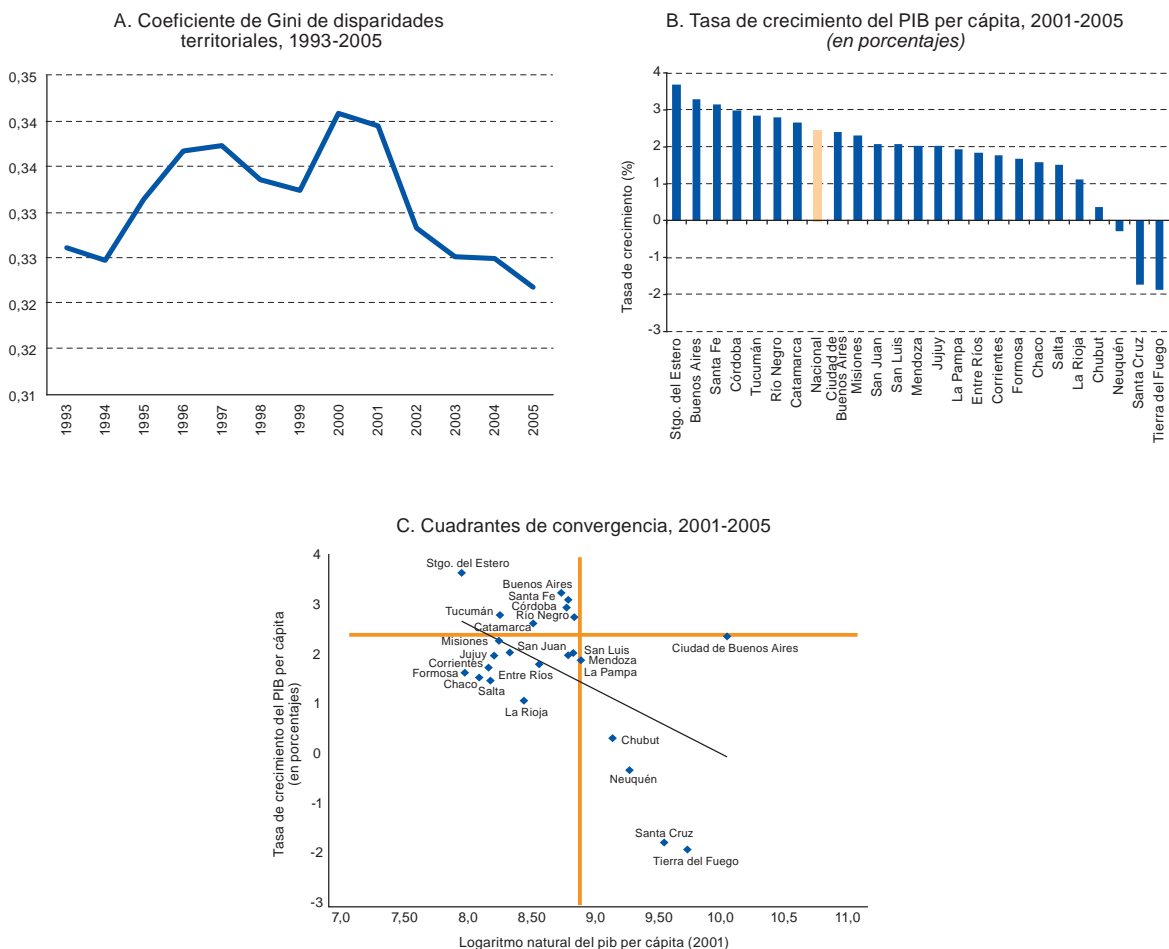 A. Coeficiente de Gini de disparidades
territoriales, 1993-2005
0,35
0,34
0,34
0,33
0,33
0,32
0,32
0,31
1993
1994
1995
1996
1997
1998
1999
2000
2001
2002
2003
2004
2005
B. Tasa de crecimiento del PIB per cápita, 2001-2005
(en porcentajes)
Tasa de crecimiento (%)
4
3
2
1
0
-1
-2
-3
Stgo. del Estero
Buenos Aires
Santa Fe
Córdoba
Tucumán
Río Negro
Catamarca
Nacional
Ciudad de
Buenos Aires
Misiones
San Juan
San Luis
Mendoza
Jujuy
La Pampa
Entre Ríos
Corrientes
Formosa
Chaco
Salta
La Rioja
Chubut
Neuquén
Santa Cruz
Tierra del Fuego
C. Cuadrantes de convergencia, 2001-2005
Tasa de crecimiento del PIB per cápita
(en porcentajes)
4
3
2
1
0
-1
-2
-3
Stgo. del Estero
Buenos Aires
Santa Fe
Córdoba
Tucumán
Río Negro
Catamarca
Misiones
San Juan
San Luis
Ciudad de Buenos Aires
Jujuy
Mendoza
Corrientes
La Pampa
Formosa
Entre Ríos
Chaco
Salta
La Rioja
Chubut
Neuquén
Santa Cruz
Tierra del Fuego
7,0
7,50
8,0
8,50
9,0
9,50
10,0
10,5
11,0
Logaritmo natural del pib per cápita (2001)